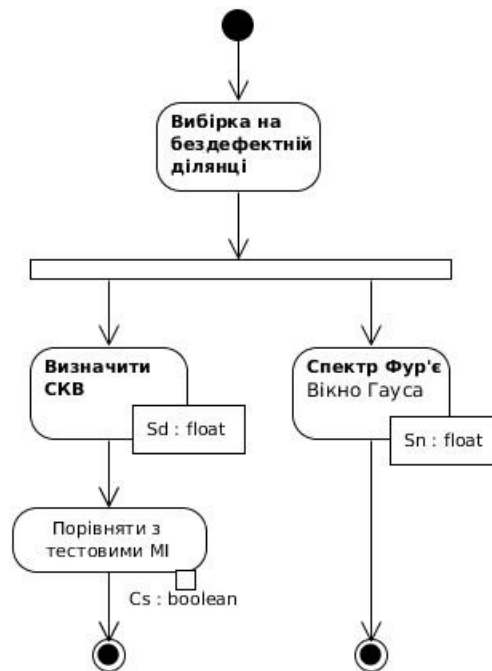 Вибірка на
бездефектній
ділянці
Визначити
СКВ
Sd : float
Спектр Фур'є
Вікно Гауса
Sn : float
Порівняти з
тестовими МІ
Cs : boolean